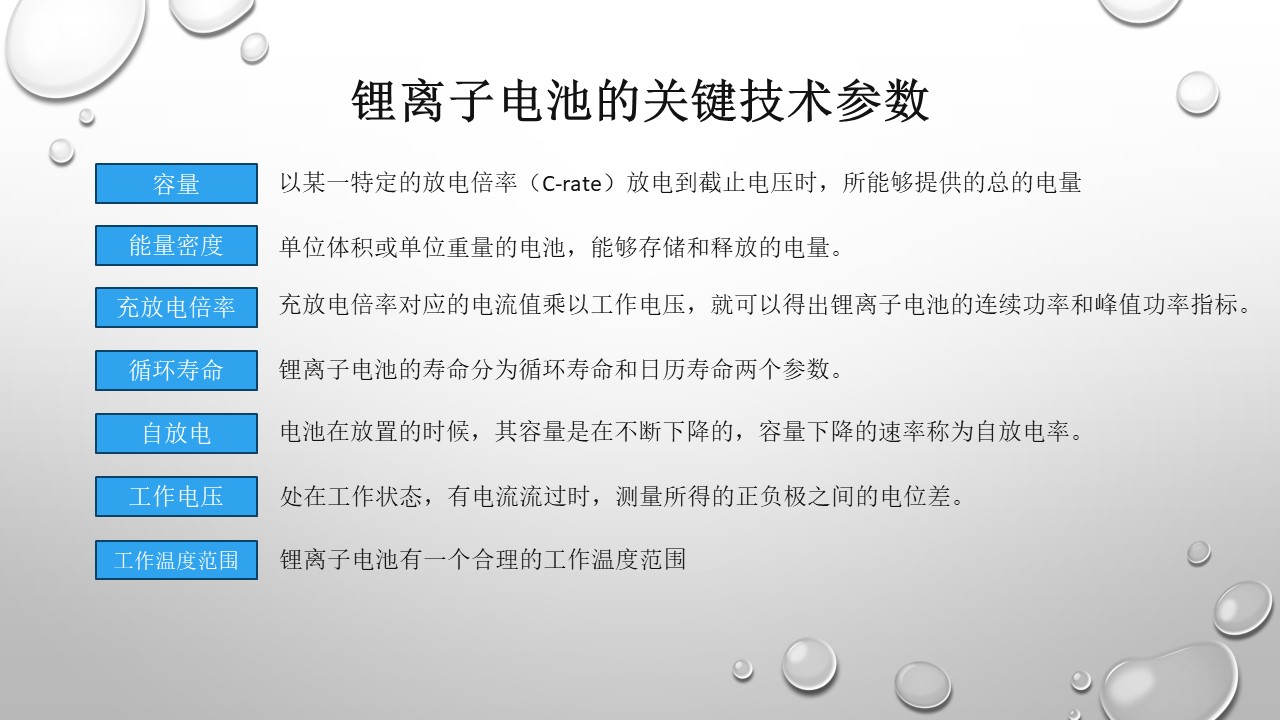 锂离子电池的关键技术参数
容量
以某一特定的放电倍率（C-rate）放电到截止电压时，所能够提供的总的电量
能量密度
单位体积或单位重量的电池，能够存储和释放的电量。
充放电倍率
充放电倍率对应的电流值乘以工作电压，就可以得出锂离子电池的连续功率和峰值功率指标。
循环寿命
锂离子电池的寿命分为循环寿命和日历寿命两个参数。
自放电
电池在放置的时候，其容量是在不断下降的，容量下降的速率称为自放电率。
工作电压
处在工作状态，有电流流过时，测量所得的正负极之间的电位差。
工作温度范围
锂离子电池有一个合理的工作温度范围